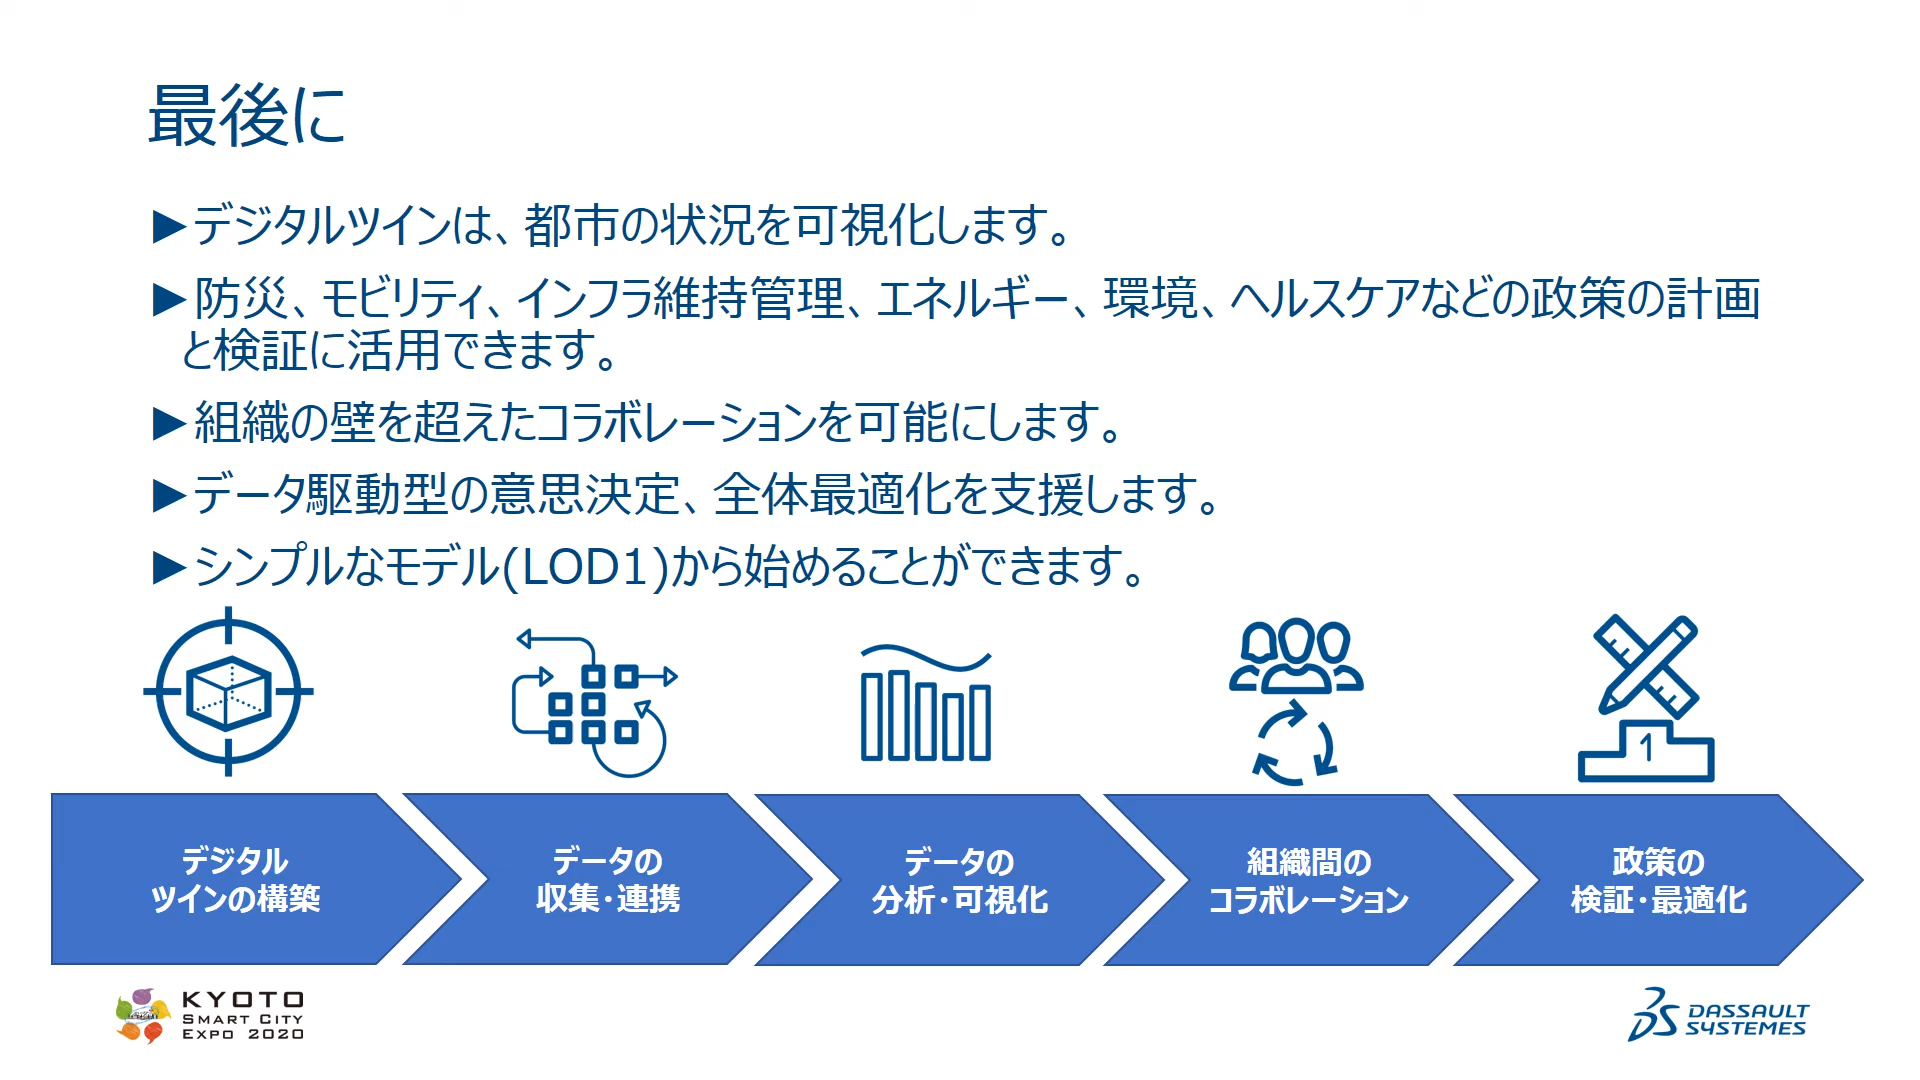 最後に
►デジタルツインは、都市の状況を可視化します。
►防災、モビリティ、インフラ維持管理、エネルギー、環境、ヘルスケアなどの政策の計画
と検証に活用できます。
►組織の壁を超えたコラボレーションを可能にします。
►データ駆動型の意思決定、全体最適化を支援します。
►シンプルなモデル(LOD1)から始めることができます。
1
デジタル
ツインの構築
データの
収集・連携
データの
分析・可視化
組織間の
コラボレーション
政策の
検証・最適化
KYOTO
SMART CITY
EXPO 2020
DASSAULT
SYSTEMES